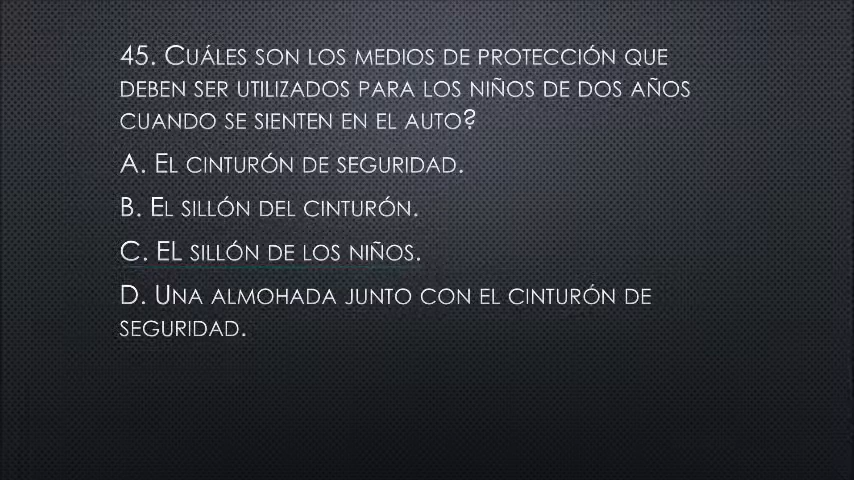 45. Cuáles son los medios de protección que
deben ser utilizados para los niños de dos años
cuando se sienten en el auto?
A. El cinturón de seguridad.
B. El sillón del cinturón.
C. EL sillón de los niños.
D. Una almohada junto con el cinturón de
seguridad.